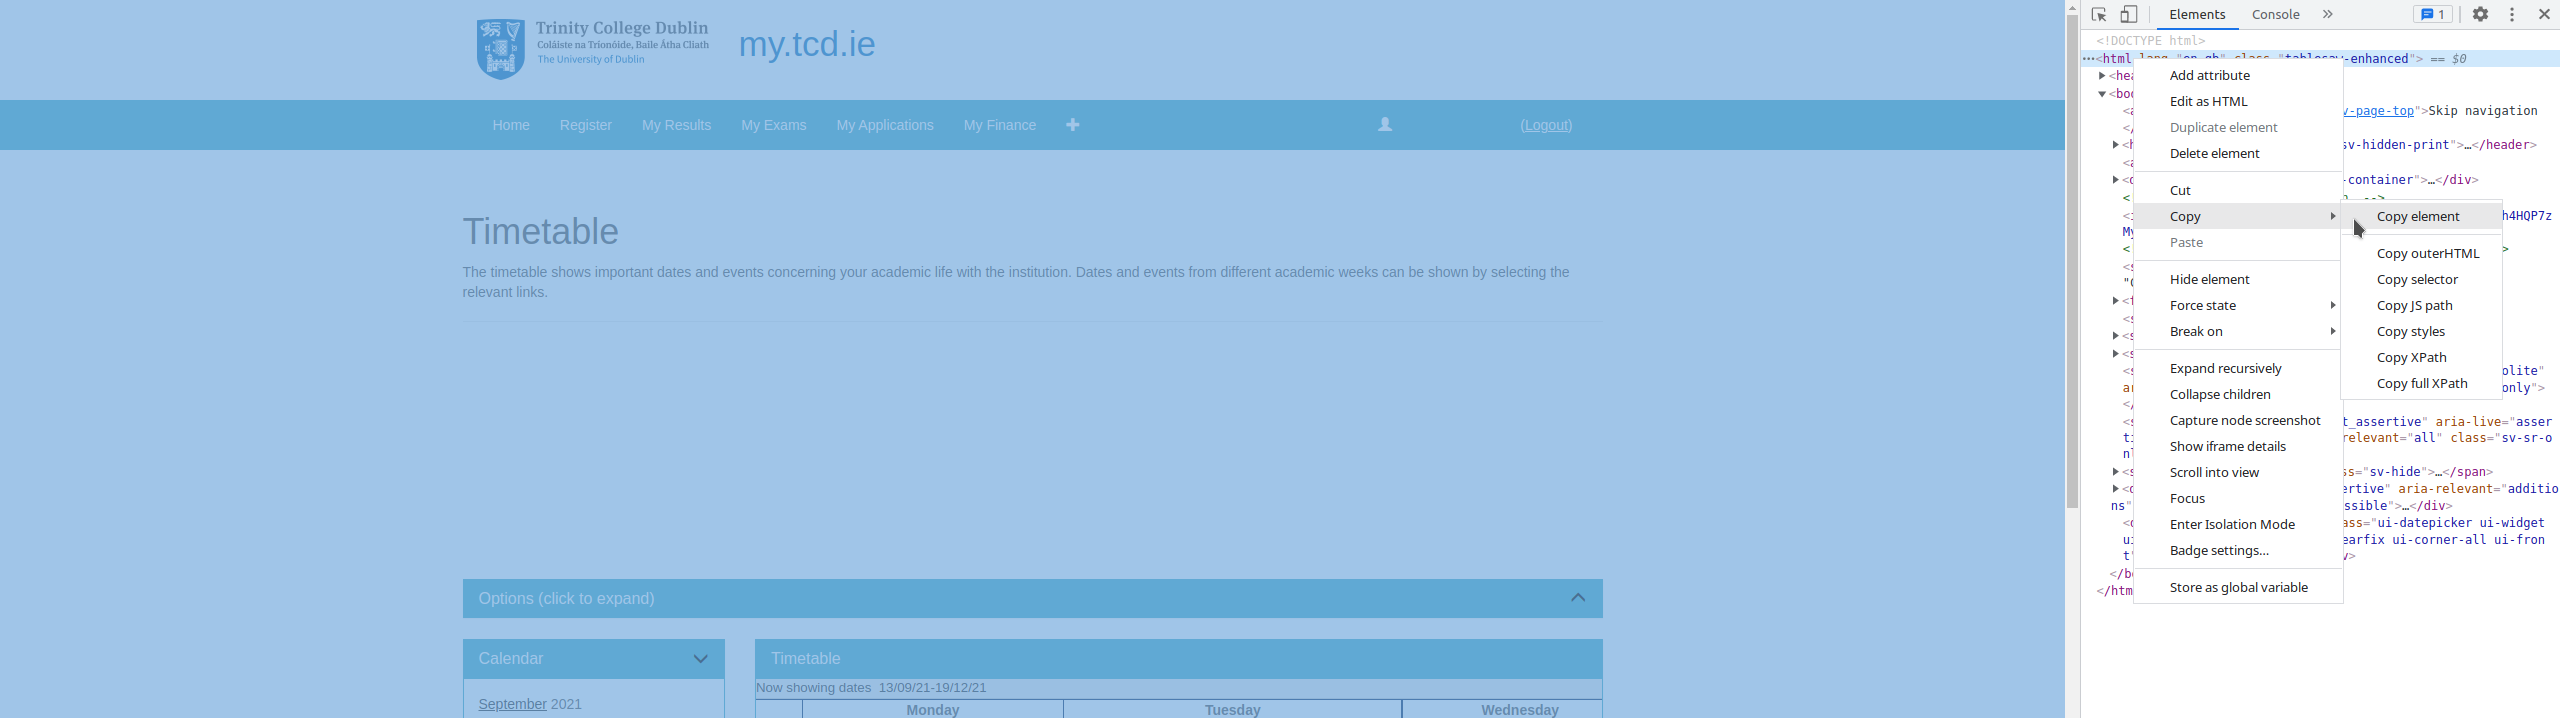 Trinity College Dublin
Coláiste na Tríonóide, Baile Átha Cliath
The University of Dublin
my.tcd.ie
Home Register My Results My Exams My Applications My Finance (Logout)
Timetable
The timetable shows important dates and events concerning your academic life with the institution. Dates and events from different academic weeks can be shown by selecting the
relevant links.
Options (click to expand)
Calendar
September 2021
Timetable
Now showing dates 13/09/21-19/12/21
Monday Tuesday Wednesday
Elements Console » 1
<!DOCTYPE html>
<html lang="en-gb" class="tablesaw-enhanced"> == $0
v-page-top">Skip navigation
sv-hidden-print">…</header>
-container">…</div>
h4HQP7z
olite"
only">
t_assertive" aria-live="asser
relevant="all" class="sv-sr-o
ss="sv-hide">…</span>
ertive" aria-relevant="additio
ns" ssible">…</div>
ass="ui-datepicker ui-widget
earfix ui-corner-all ui-fron
Add attribute
Edit as HTML
Duplicate element
Delete element
Cut
Copy
Paste
Hide element
Force state
Break on
Expand recursively
Collapse children
Capture node screenshot
Show iframe details
Scroll into view
Focus
Enter Isolation Mode
Badge settings...
Store as global variable
Copy element
Copy outerHTML
Copy selector
Copy JS path
Copy styles
Copy XPath
Copy full XPath